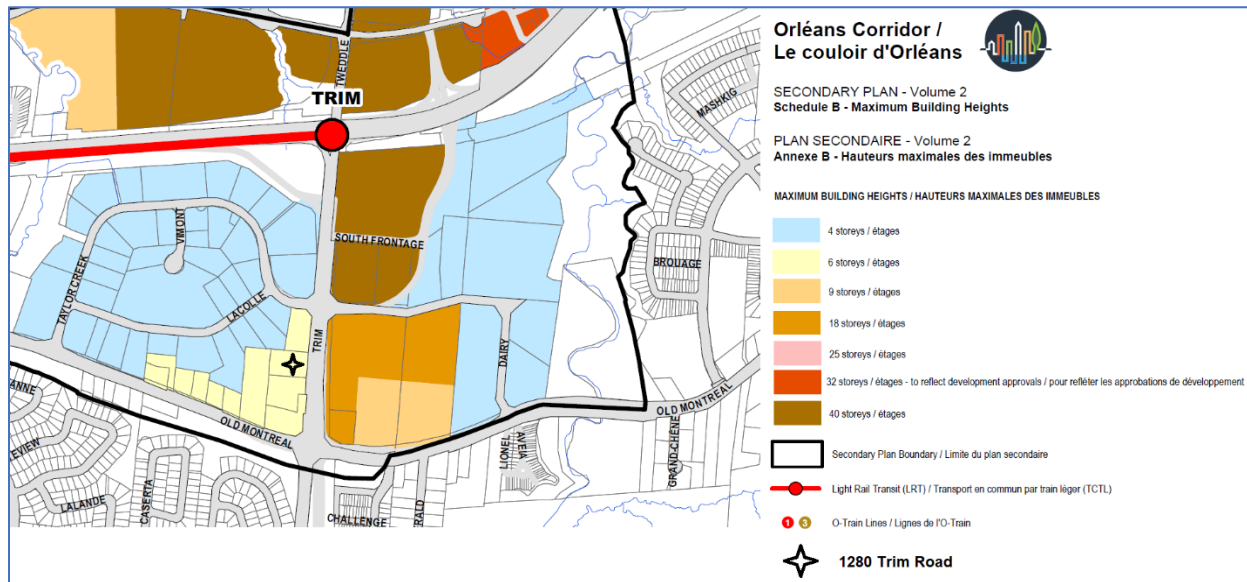 TWEDDLE
TRIM
MASHKIG
SOUTH FRONTAGE
BROUAGE
VIMONT
TAYLOR CREEK
LACOLLE
TRIM
DAIRY
OLD MONTREAL
OLD MONTREAL
ANNE
EVIEW
LALANDE
CASERTA
CHALLENGE
RALD
LIONEL
AVEIA
GRAND-CHÊNE
Orléans Corridor /
Le couloir d'Orléans
SECONDARY PLAN - Volume 2
Schedule B - Maximum Building Heights
PLAN SECONDAIRE - Volume 2
Annexe B - Hauteurs maximales des immeubles
MAXIMUM BUILDING HEIGHTS / HAUTEURS MAXIMALES DES IMMEUBLES
4 storeys / étages
6 storeys / étages
9 storeys / étages
18 storeys / étages
25 storeys / étages
32 storeys / étages - to reflect development approvals / pour refléter les approbations de développement
40 storeys / étages
Secondary Plan Boundary / Limite du plan secondaire
Light Rail Transit (LRT) / Transport en commun par train léger (TCTL)
1 3 O-Train Lines / Lignes de l'O-Train
1280 Trim Road